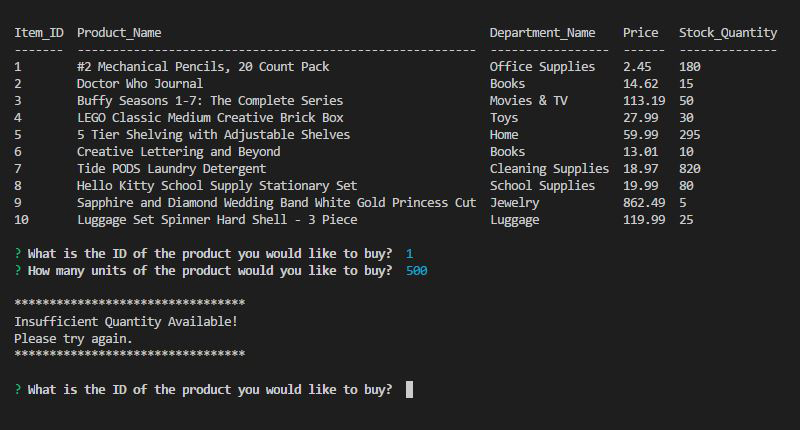 Item_ID  Product_Name                                              Department_Name    Price   Stock_Quantity
-------  ---------------------------------------------------------  -----------------  ------  --------------
1        #2 Mechanical Pencils, 20 Count Pack                      Office Supplies    2.45    180
2        Doctor Who Journal                                        Books              14.62   15
3        Buffy Seasons 1-7: The Complete Series                    Movies & TV        113.19  50
4        LEGO Classic Medium Creative Brick Box                    Toys               27.99   30
5        5 Tier Shelving with Adjustable Shelves                   Home               59.99   295
6        Creative Lettering and Beyond                             Books              13.01   10
7        Tide PODS Laundry Detergent                               Cleaning Supplies  18.97   820
8        Hello Kitty School Supply Stationary Set                  School Supplies    19.99   80
9        Sapphire and Diamond Wedding Band White Gold Princess Cut  Jewelry            862.49  5
10       Luggage Set Spinner Hard Shell - 3 Piece                  Luggage            119.99  25
? What is the ID of the product you would like to buy?  1
? How many units of the product would you like to buy?  500
*********************************
Insufficient Quantity Available!
Please try again.
*********************************
? What is the ID of the product you would like to buy?